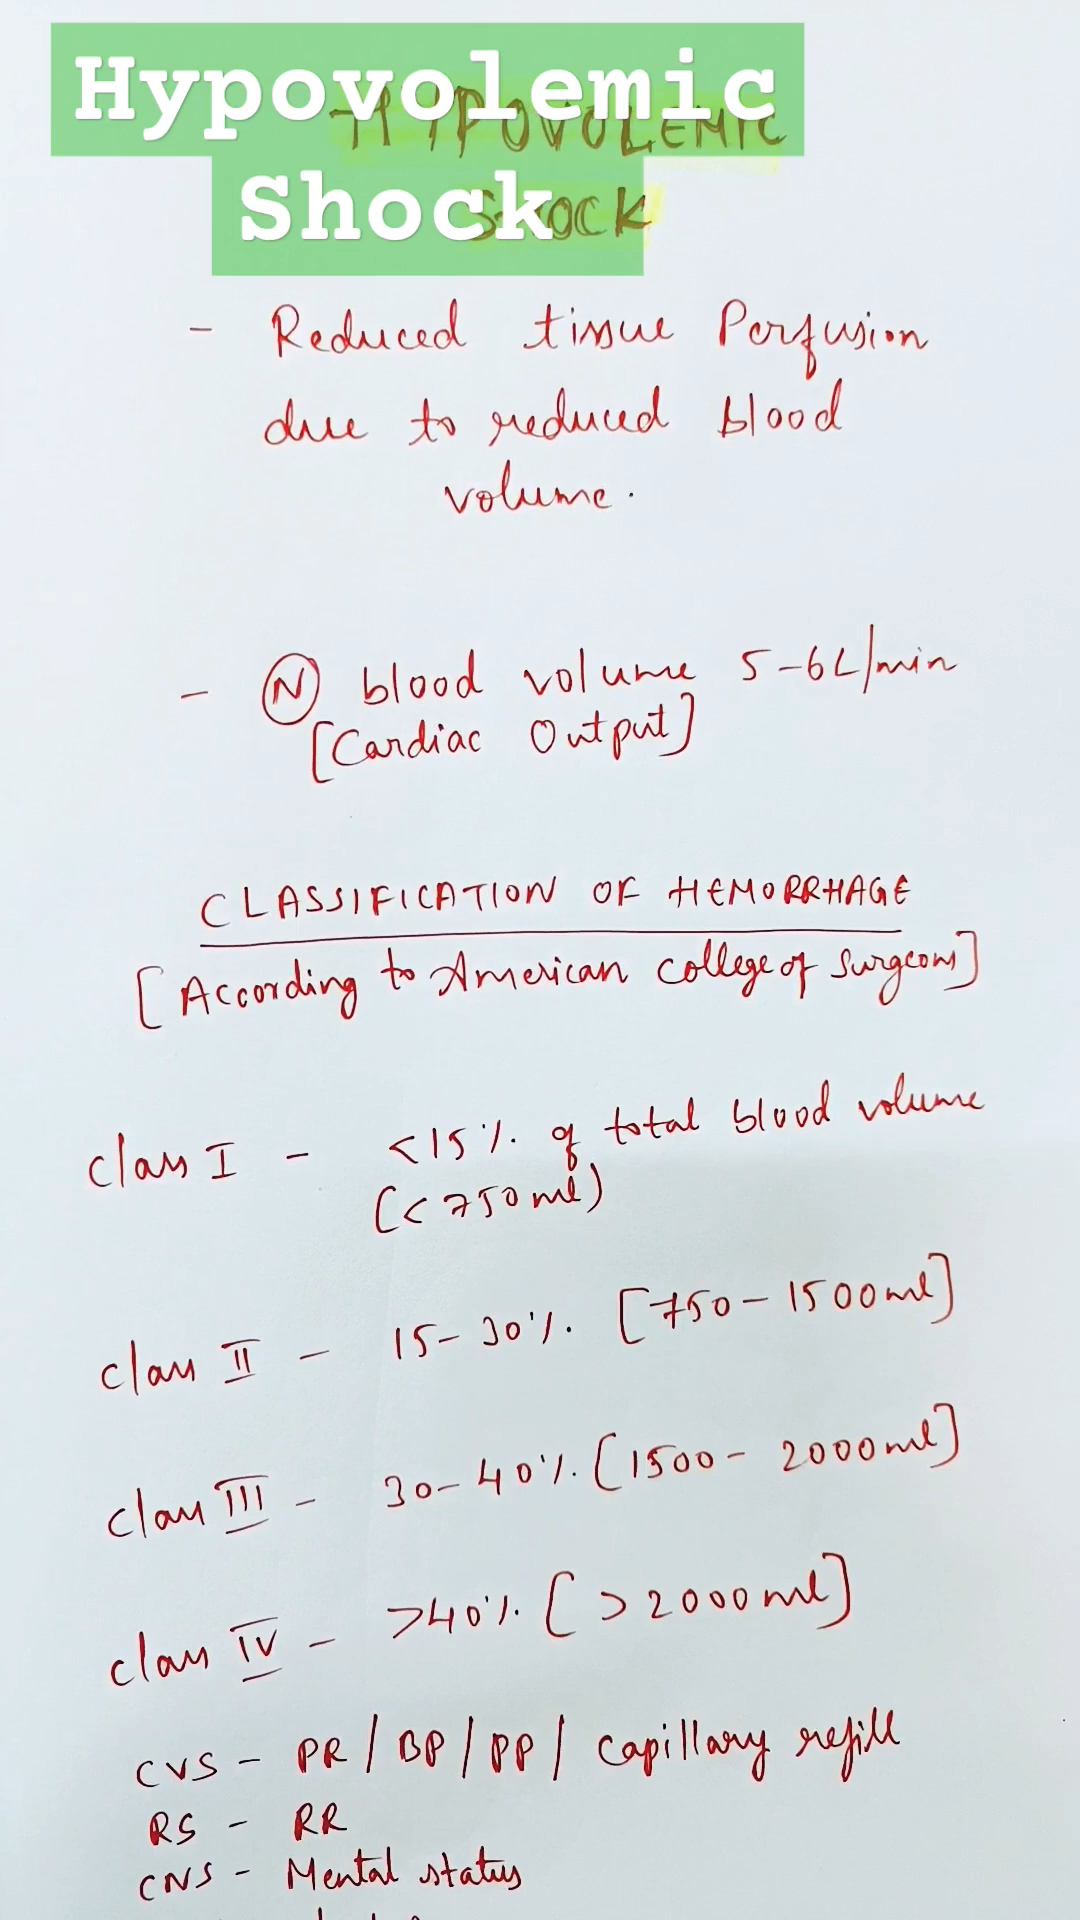 Hypovolemic
Shock
HYPOVOLEMIC
SHOCK
- Reduced tissue Perfusion
due to reduced blood
volume.
- Ⓝ blood volume 5-6L/min
[Cardiac Output]
CLASSIFICATION OF HEMORRHAGE
[According to American college of Surgeons]
class I - <15% of total blood volume
(<750ml)
class II - 15-30%. [750-1500ml]
class III - 30-40%. [1500-2000ml]
class IV - >40%. [>2000ml]
CVS - PR/BP/PP/ capillary refill
RS - RR
CNS - Mental status